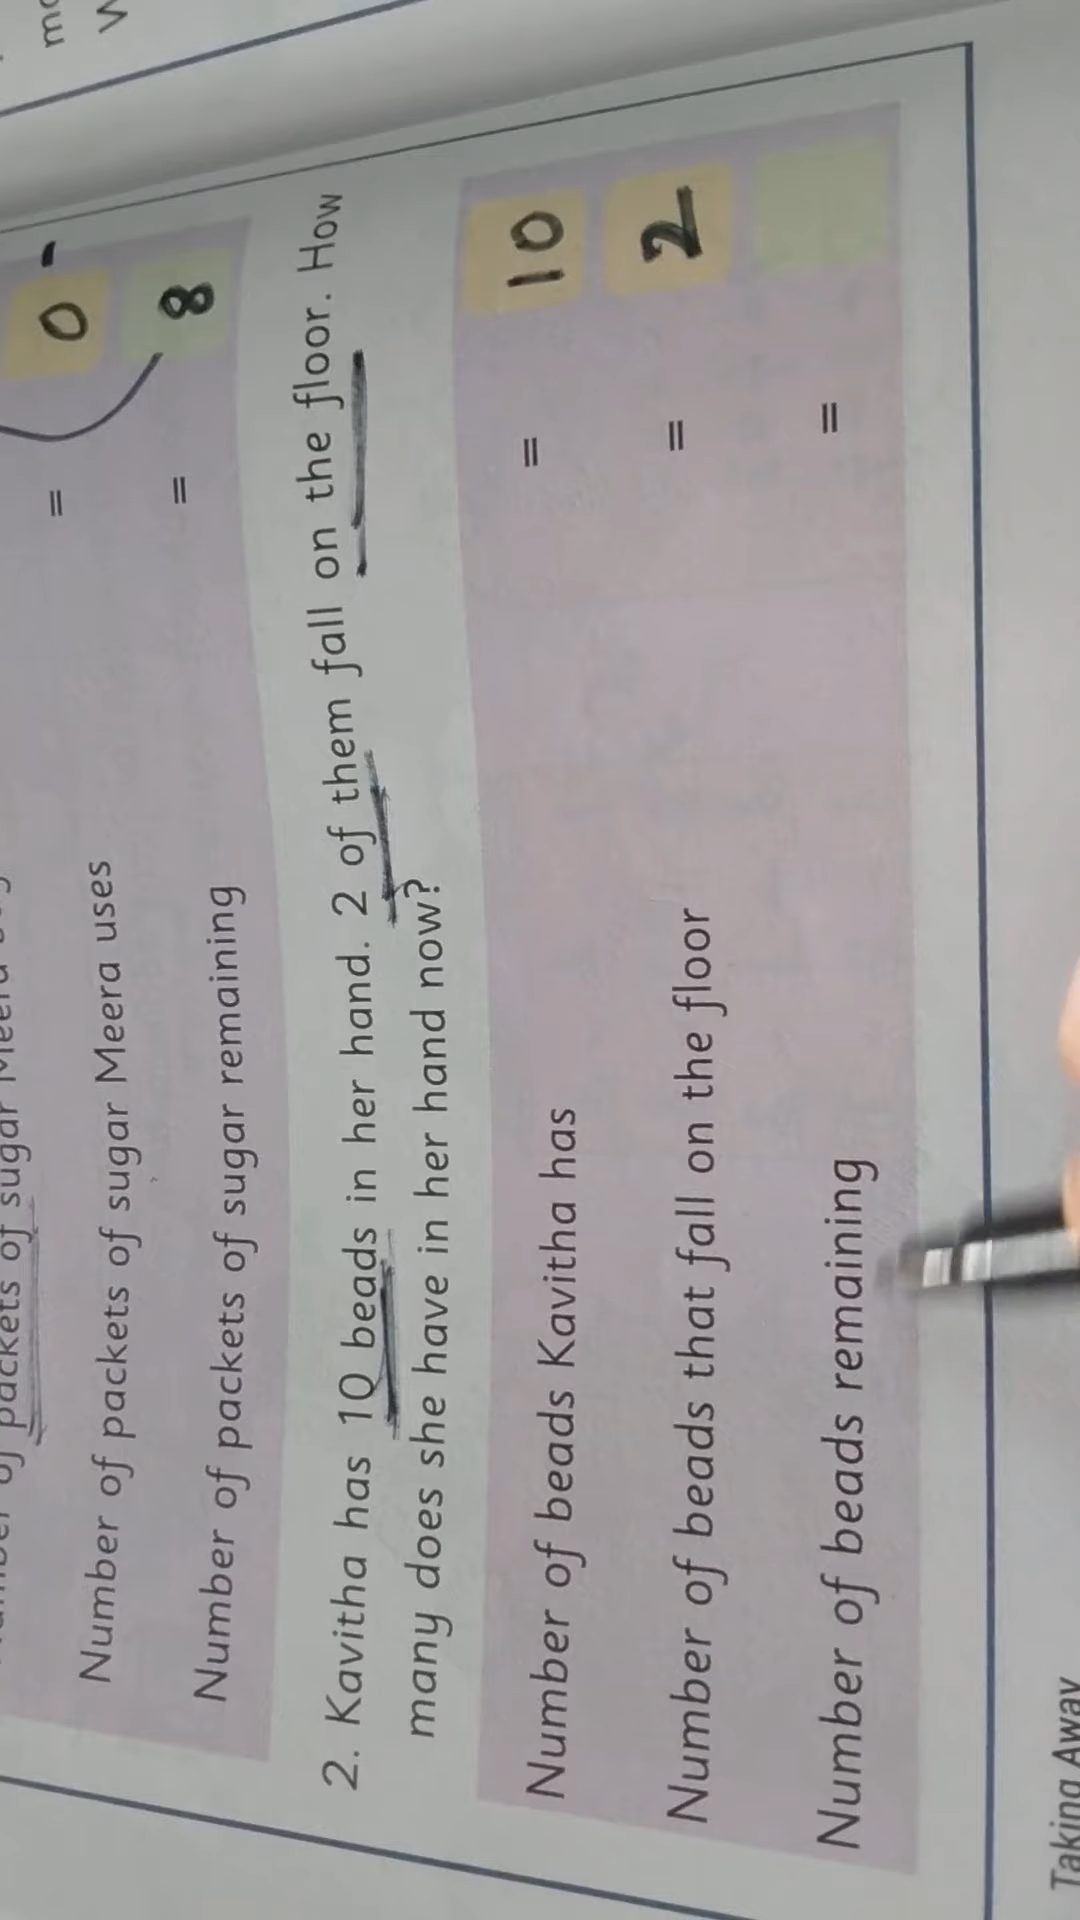 packets of sugar
Number of packets of sugar Meera uses = 0 -
Number of packets of sugar remaining = 8
2. Kavitha has 10 beads in her hand. 2 of them fall on the floor. How
many does she have in her hand now?
Number of beads Kavitha has = 10
Number of beads that fall on the floor = 2
Number of beads remaining =
Taking Away